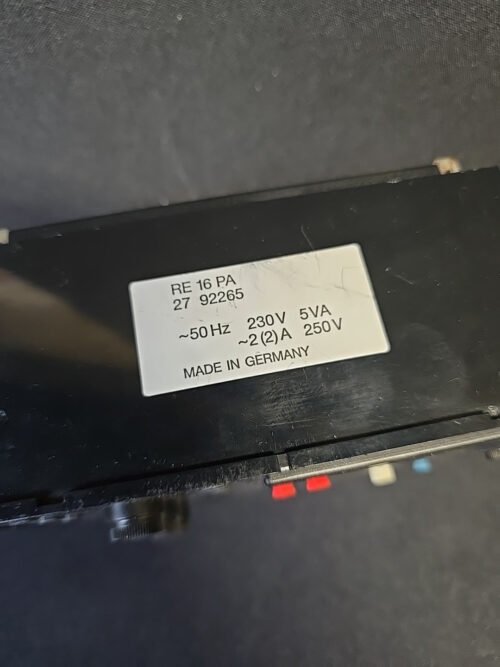 RE 16 PA
27 92265
~50Hz 230V 5VA
~2(2)A 250V
MADE IN GERMANY